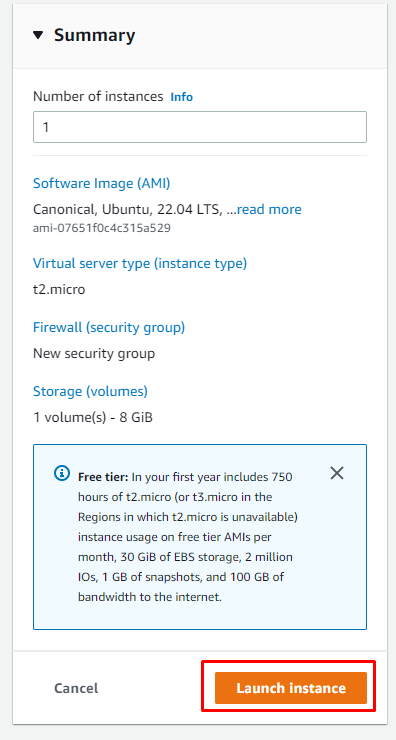 Summary
Number of instances Info
1
Software Image (AMI)
Canonical, Ubuntu, 22.04 LTS, ...read more
ami-07651f0c4c315a529
Virtual server type (instance type)
t2.micro
Firewall (security group)
New security group
Storage (volumes)
1 volume(s) - 8 GiB
Free tier: In your first year includes 750
hours of t2.micro (or t3.micro in the
Regions in which t2.micro is unavailable)
instance usage on free tier AMIs per
month, 30 GiB of EBS storage, 2 million
IOs, 1 GB of snapshots, and 100 GB of
bandwidth to the internet.
Cancel Launch instance